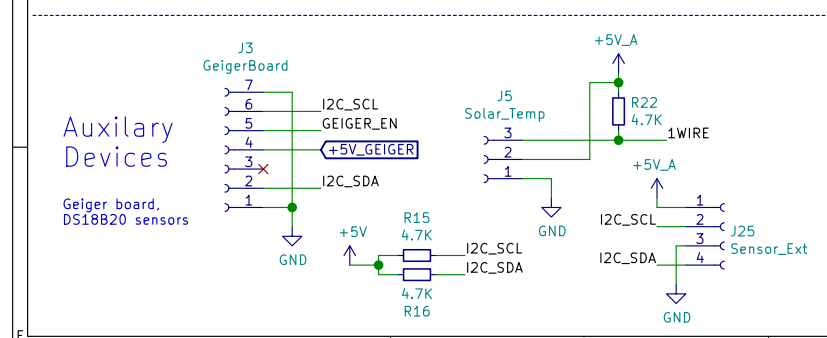 Auxilary
Devices
Geiger board,
DS18B20 sensors
J3
GeigerBoard
7
6 I2C_SCL
5 GEIGER_EN
4 +5V_GEIGER
3
2 I2C_SDA
1
GND
+5V
R15
4.7K
I2C_SCL
I2C_SDA
4.7K
R16
J5
Solar_Temp
3
2
1
GND
+5V_A
R22
4.7K
1WIRE
+5V_A
1
I2C_SCL 2
3
I2C_SDA 4
J25
Sensor_Ext
GND